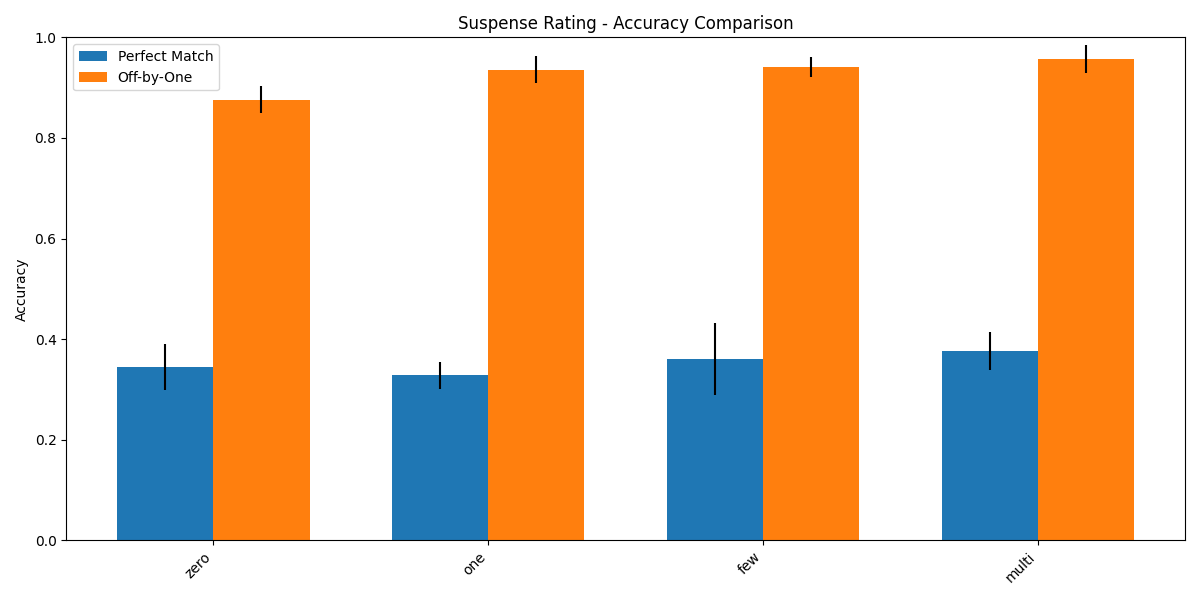 Suspense Rating - Accuracy Comparison
Perfect Match
Off-by-One
Accuracy
1.0
0.8
0.6
0.4
0.2
0.0
zero
one
few
multi